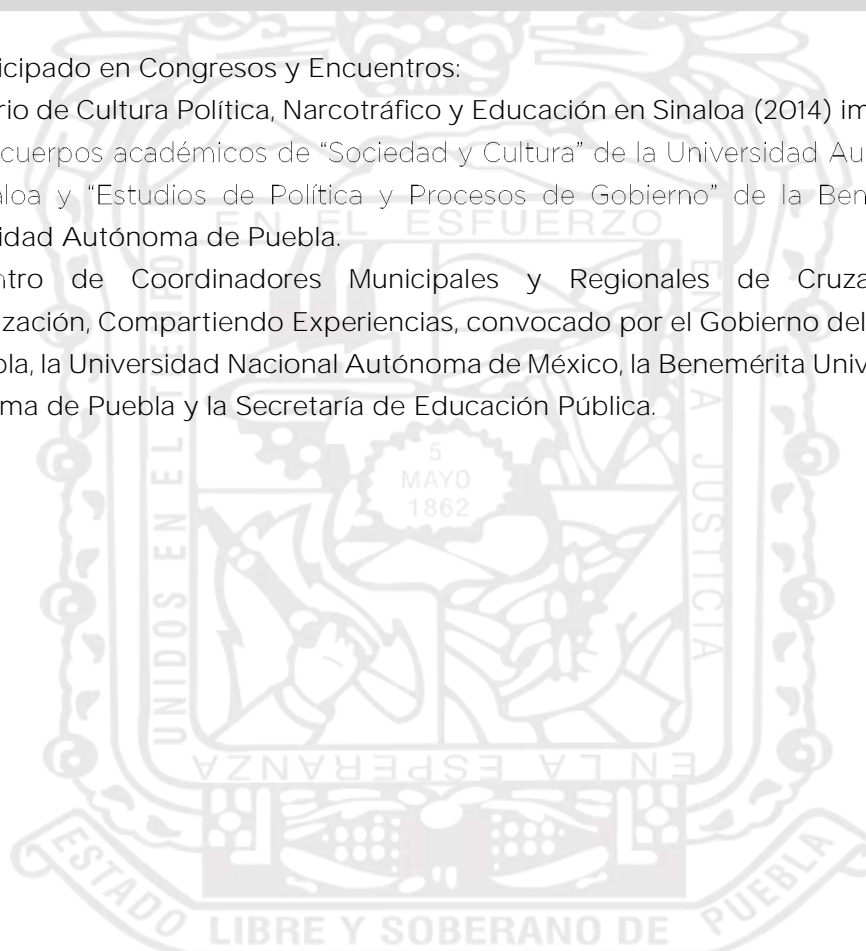 icipado en Congresos y Encuentros:
rio de Cultura Política, Narcotráfico y Educación en Sinaloa (2014) im
cuerpos académicos de “Sociedad y Cultura” de la Universidad Au
aloa y “Estudios de Política y Procesos de Gobierno” de la Ben
idad Autónoma de Puebla.
ntro de Coordinadores Municipales y Regionales de Cruza
ización, Compartiendo Experiencias, convocado por el Gobierno del
bla, la Universidad Nacional Autónoma de México, la Benemérita Univ
ma de Puebla y la Secretaría de Educación Pública.
UNIDOS EN EL TIEMPO
EN EL ESFUERZO
EN LA JUSTICIA
EN LA ESPERANZA
5
MAYO
1862
ESTADO LIBRE Y SOBERANO DE PUEBLA